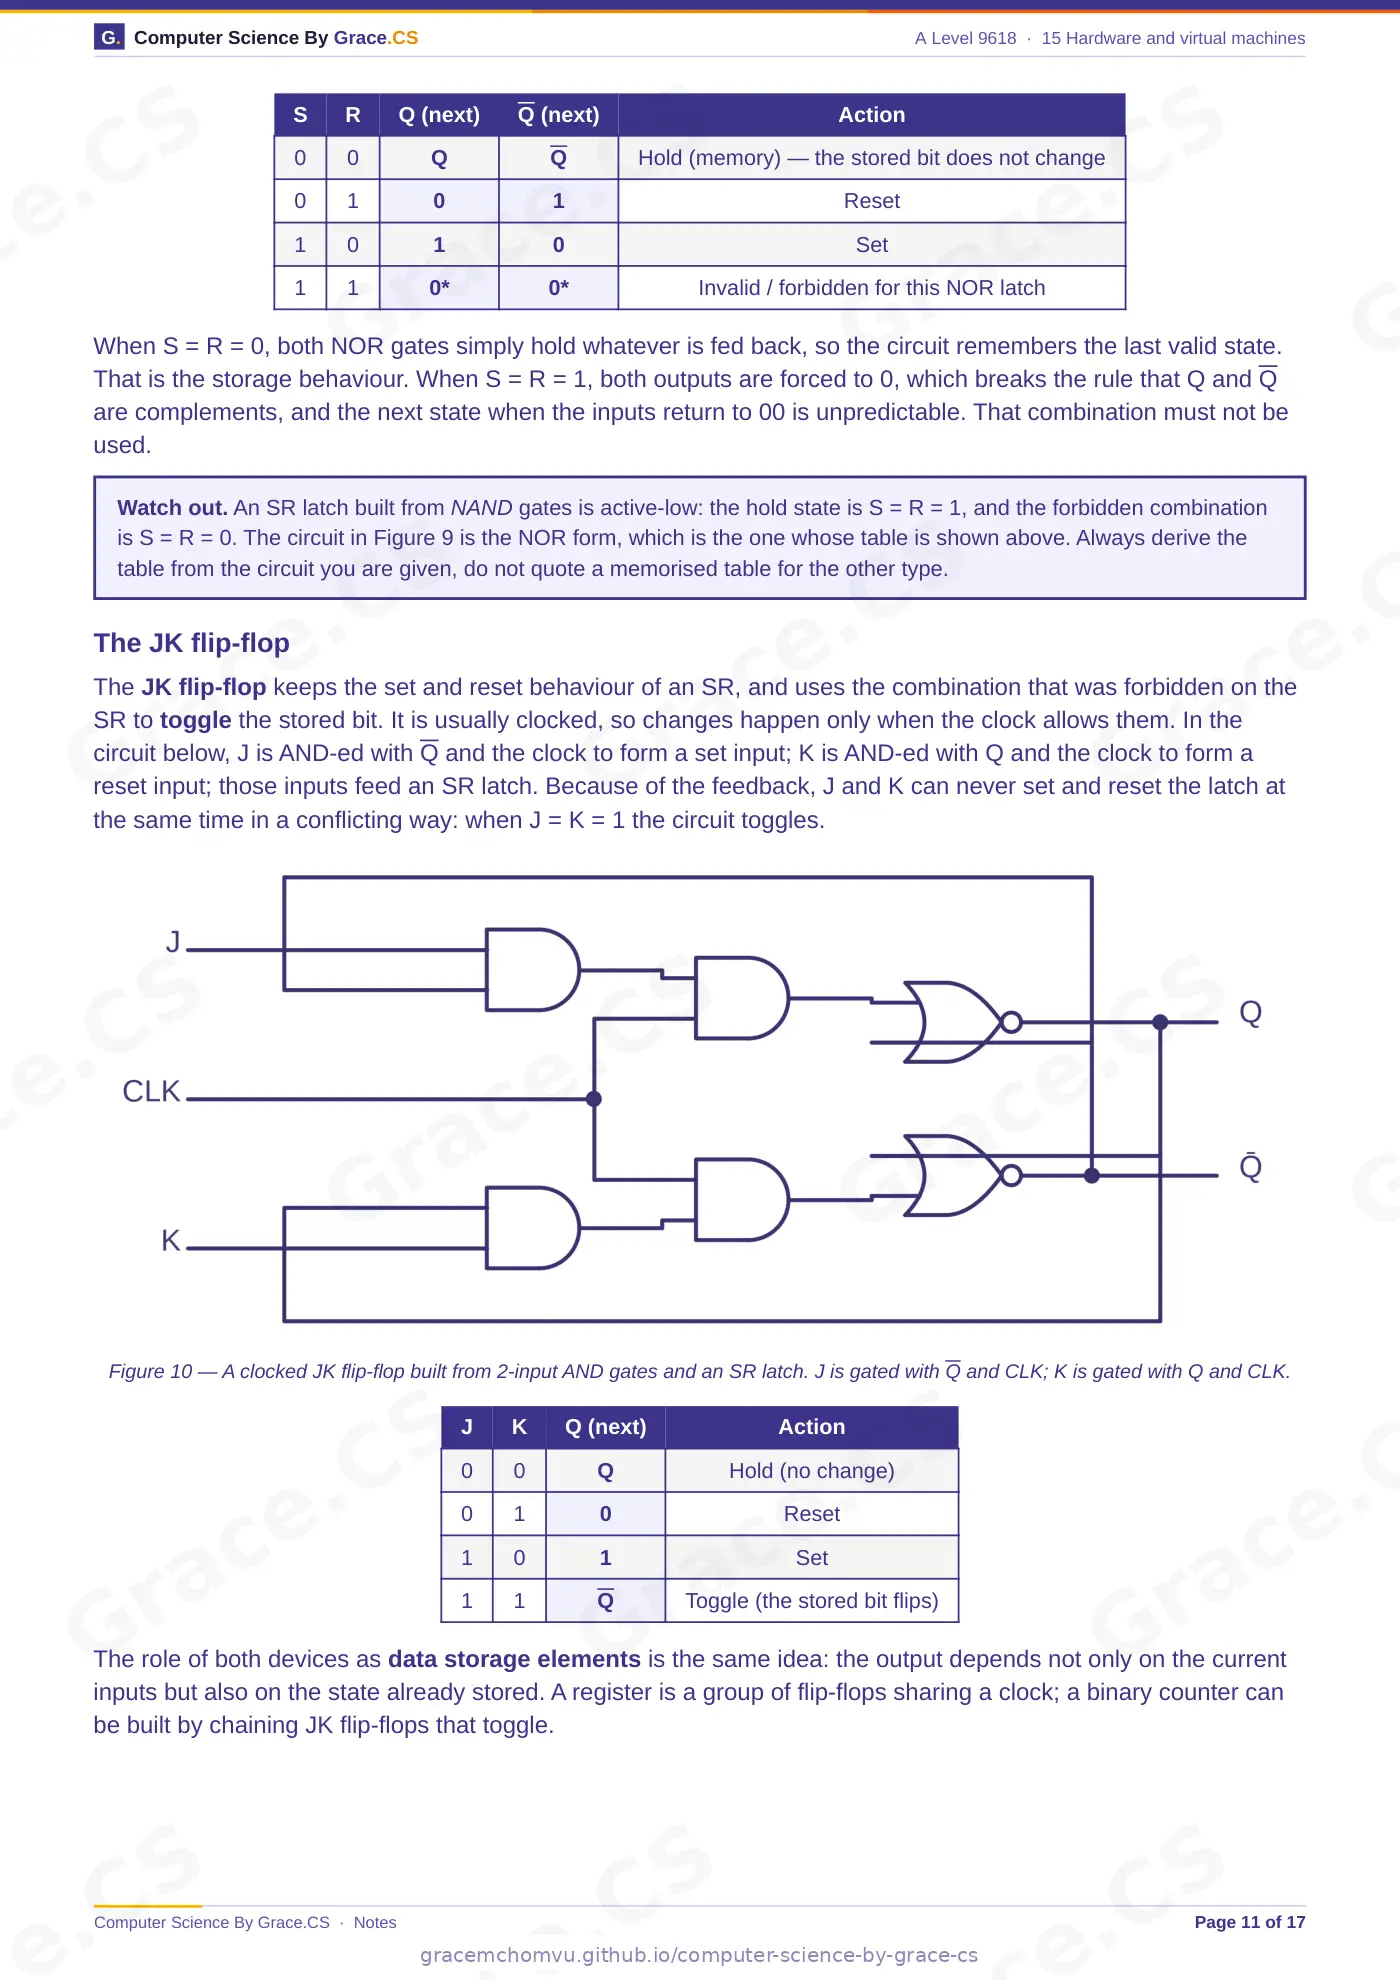 G. Computer Science By Grace.CS
A Level 9618 · 15 Hardware and virtual machines
S R Q (next) Q̅ (next) Action
0 0 Q Q̅ Hold (memory) — the stored bit does not change
0 1 0 1 Reset
1 0 1 0 Set
1 1 0* 0* Invalid / forbidden for this NOR latch
When S = R = 0, both NOR gates simply hold whatever is fed back, so the circuit remembers the last valid state.
That is the storage behaviour. When S = R = 1, both outputs are forced to 0, which breaks the rule that Q and Q̅
are complements, and the next state when the inputs return to 00 is unpredictable. That combination must not be
used.
Watch out. An SR latch built from NAND gates is active-low: the hold state is S = R = 1, and the forbidden combination
is S = R = 0. The circuit in Figure 9 is the NOR form, which is the one whose table is shown above. Always derive the
table from the circuit you are given, do not quote a memorised table for the other type.
The JK flip-flop
The JK flip-flop keeps the set and reset behaviour of an SR, and uses the combination that was forbidden on the
SR to toggle the stored bit. It is usually clocked, so changes happen only when the clock allows them. In the
circuit below, J is AND-ed with Q̅ and the clock to form a set input; K is AND-ed with Q and the clock to form a
reset input; those inputs feed an SR latch. Because of the feedback, J and K can never set and reset the latch at
the same time in a conflicting way: when J = K = 1 the circuit toggles.
J
Q
CLK
Q̅
K
Figure 10 — A clocked JK flip-flop built from 2-input AND gates and an SR latch. J is gated with Q̅ and CLK; K is gated with Q and CLK.
J K Q (next) Action
0 0 Q Hold (no change)
0 1 0 Reset
1 0 1 Set
1 1 Q̅ Toggle (the stored bit flips)
The role of both devices as data storage elements is the same idea: the output depends not only on the current
inputs but also on the state already stored. A register is a group of flip-flops sharing a clock; a binary counter can
be built by chaining JK flip-flops that toggle.
Computer Science By Grace.CS · Notes
Page 11 of 17
gracemchomvu.github.io/computer-science-by-grace-cs